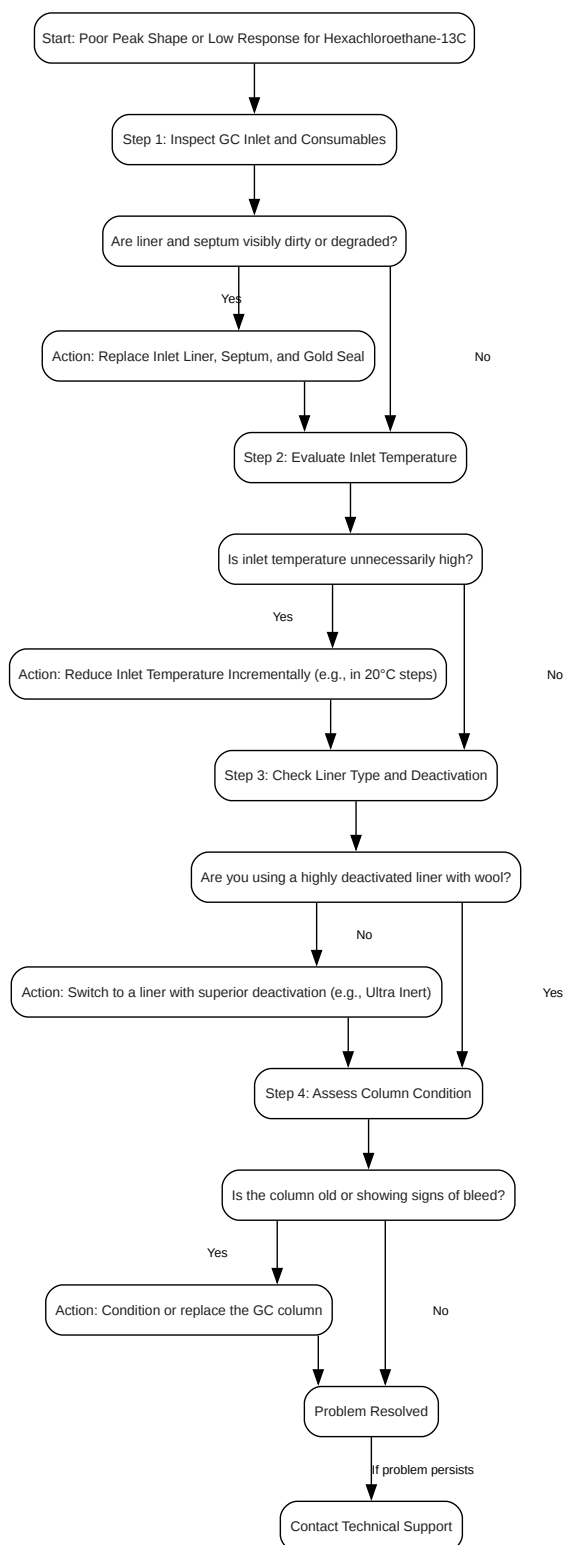 Start: Poor Peak Shape or Low Response for Hexachloroethane-13C
Step 1: Inspect GC Inlet and Consumables
Are liner and septum visibly dirty or degraded?
Yes
Action: Replace Inlet Liner, Septum, and Gold Seal
No
Step 2: Evaluate Inlet Temperature
Is inlet temperature unnecessarily high?
Yes
Action: Reduce Inlet Temperature Incrementally (e.g., in 20°C steps)
No
Step 3: Check Liner Type and Deactivation
Are you using a highly deactivated liner with wool?
No
Action: Switch to a liner with superior deactivation (e.g., Ultra Inert)
Yes
Step 4: Assess Column Condition
Is the column old or showing signs of bleed?
Yes
Action: Condition or replace the GC column
No
Problem Resolved
If problem persists
Contact Technical Support